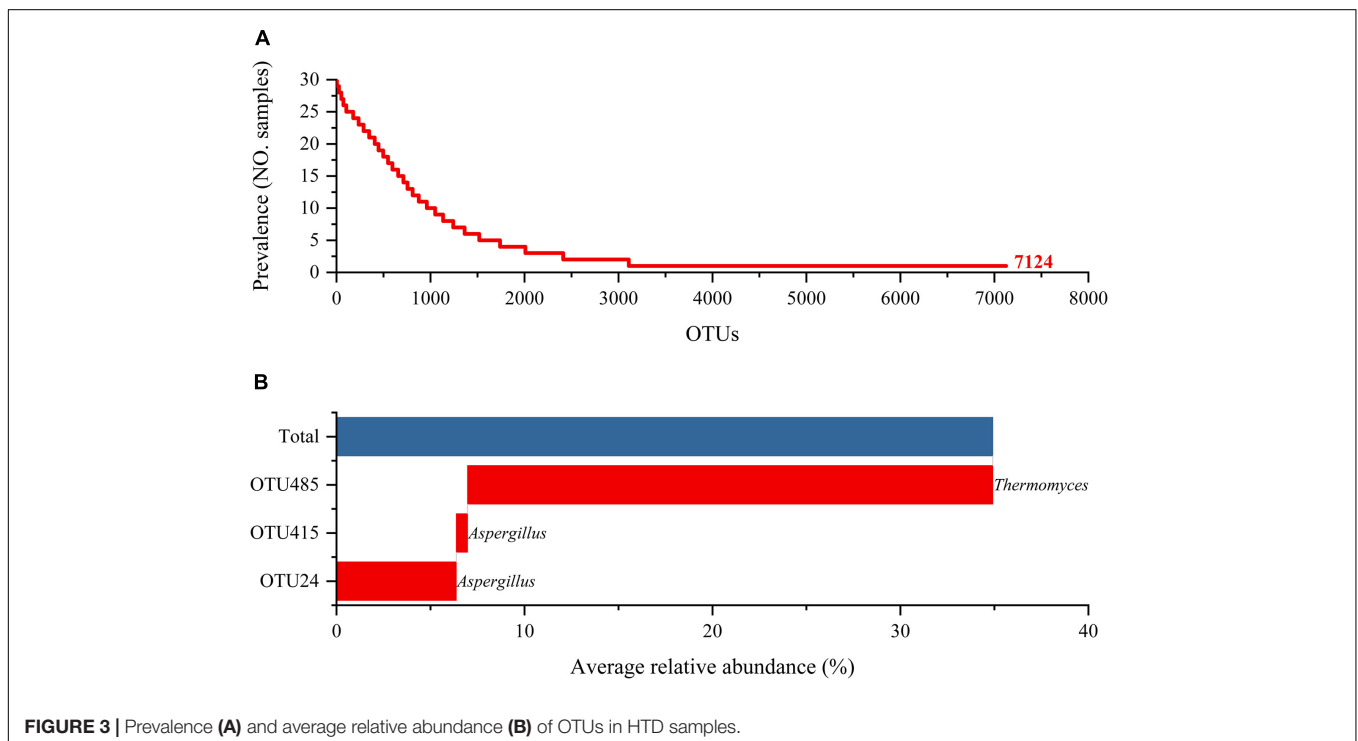 A
Prevalence (NO. samples)
30
25
20
15
10
5
0
7124
0 1000 2000 3000 4000 5000 6000 7000 8000
OTUs
B
Total
OTU485 Thermomyces
OTU415 Aspergillus
OTU24 Aspergillus
0 10 20 30 40
Average relative abundance (%)
FIGURE 3 | Prevalence (A) and average relative abundance (B) of OTUs in HTD samples.